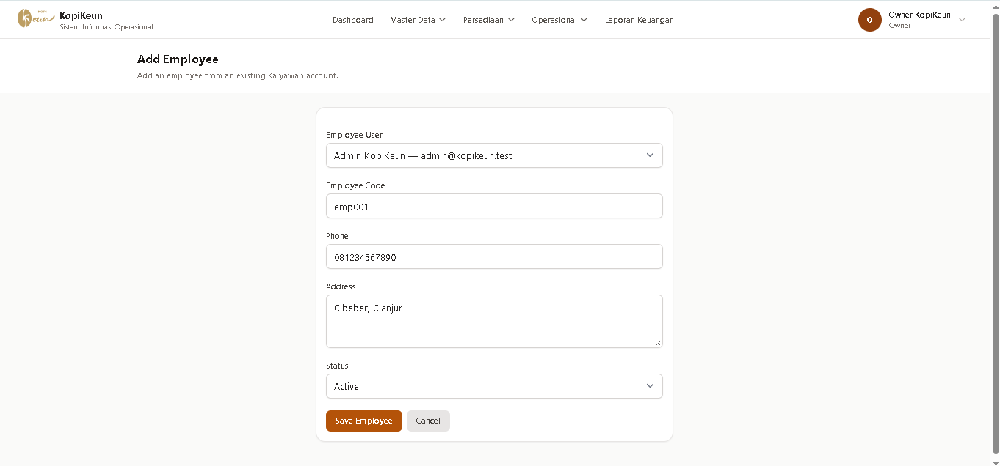 KOPI
Keun
KopiKeun
Sistem Informasi Operasional
Dashboard
Master Data
Persediaan
Operasional
Laporan Keuangan
O
Owner KopiKeun
Owner
Add Employee
Add an employee from an existing Karyawan account.
Employee User
Admin KopiKeun — admin@kopikeun.test
Employee Code
emp001
Phone
081234567890
Address
Cibeber, Cianjur
Status
Active
Save Employee
Cancel